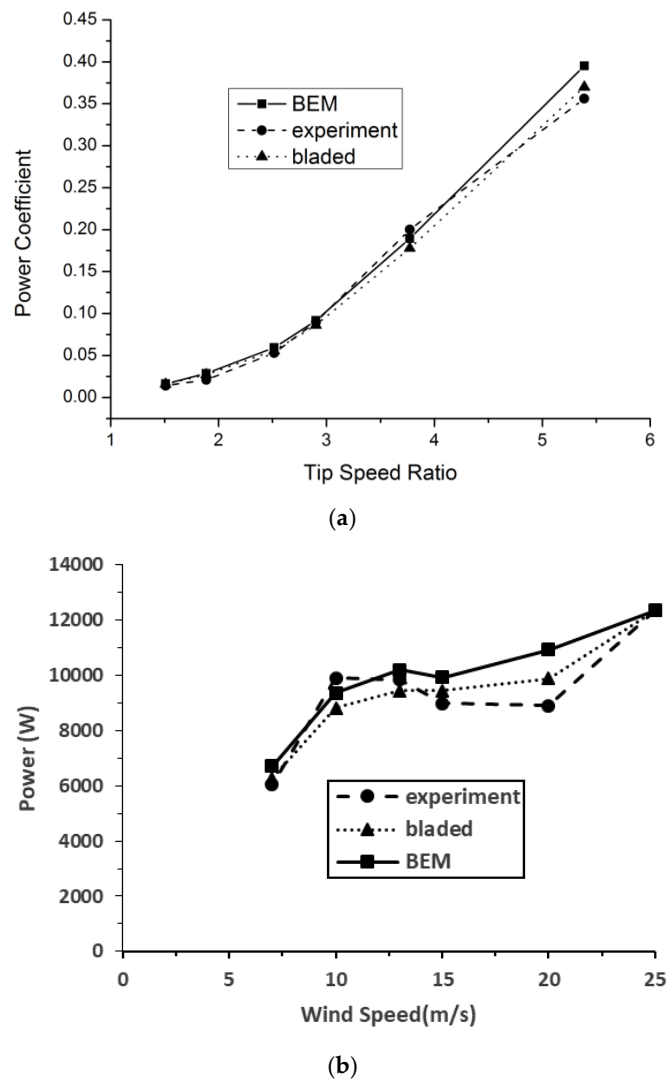 0.45
0.40
0.35
0.30
0.25
0.20
0.15
0.10
0.05
0.00
Power Coefficient
BEM
experiment
bladed
1 2 3 4 5 6
Tip Speed Ratio
(a)
14000
12000
10000
8000
6000
4000
2000
0
Power (W)
experiment
bladed
BEM
0 5 10 15 20 25
Wind Speed(m/s)
(b)